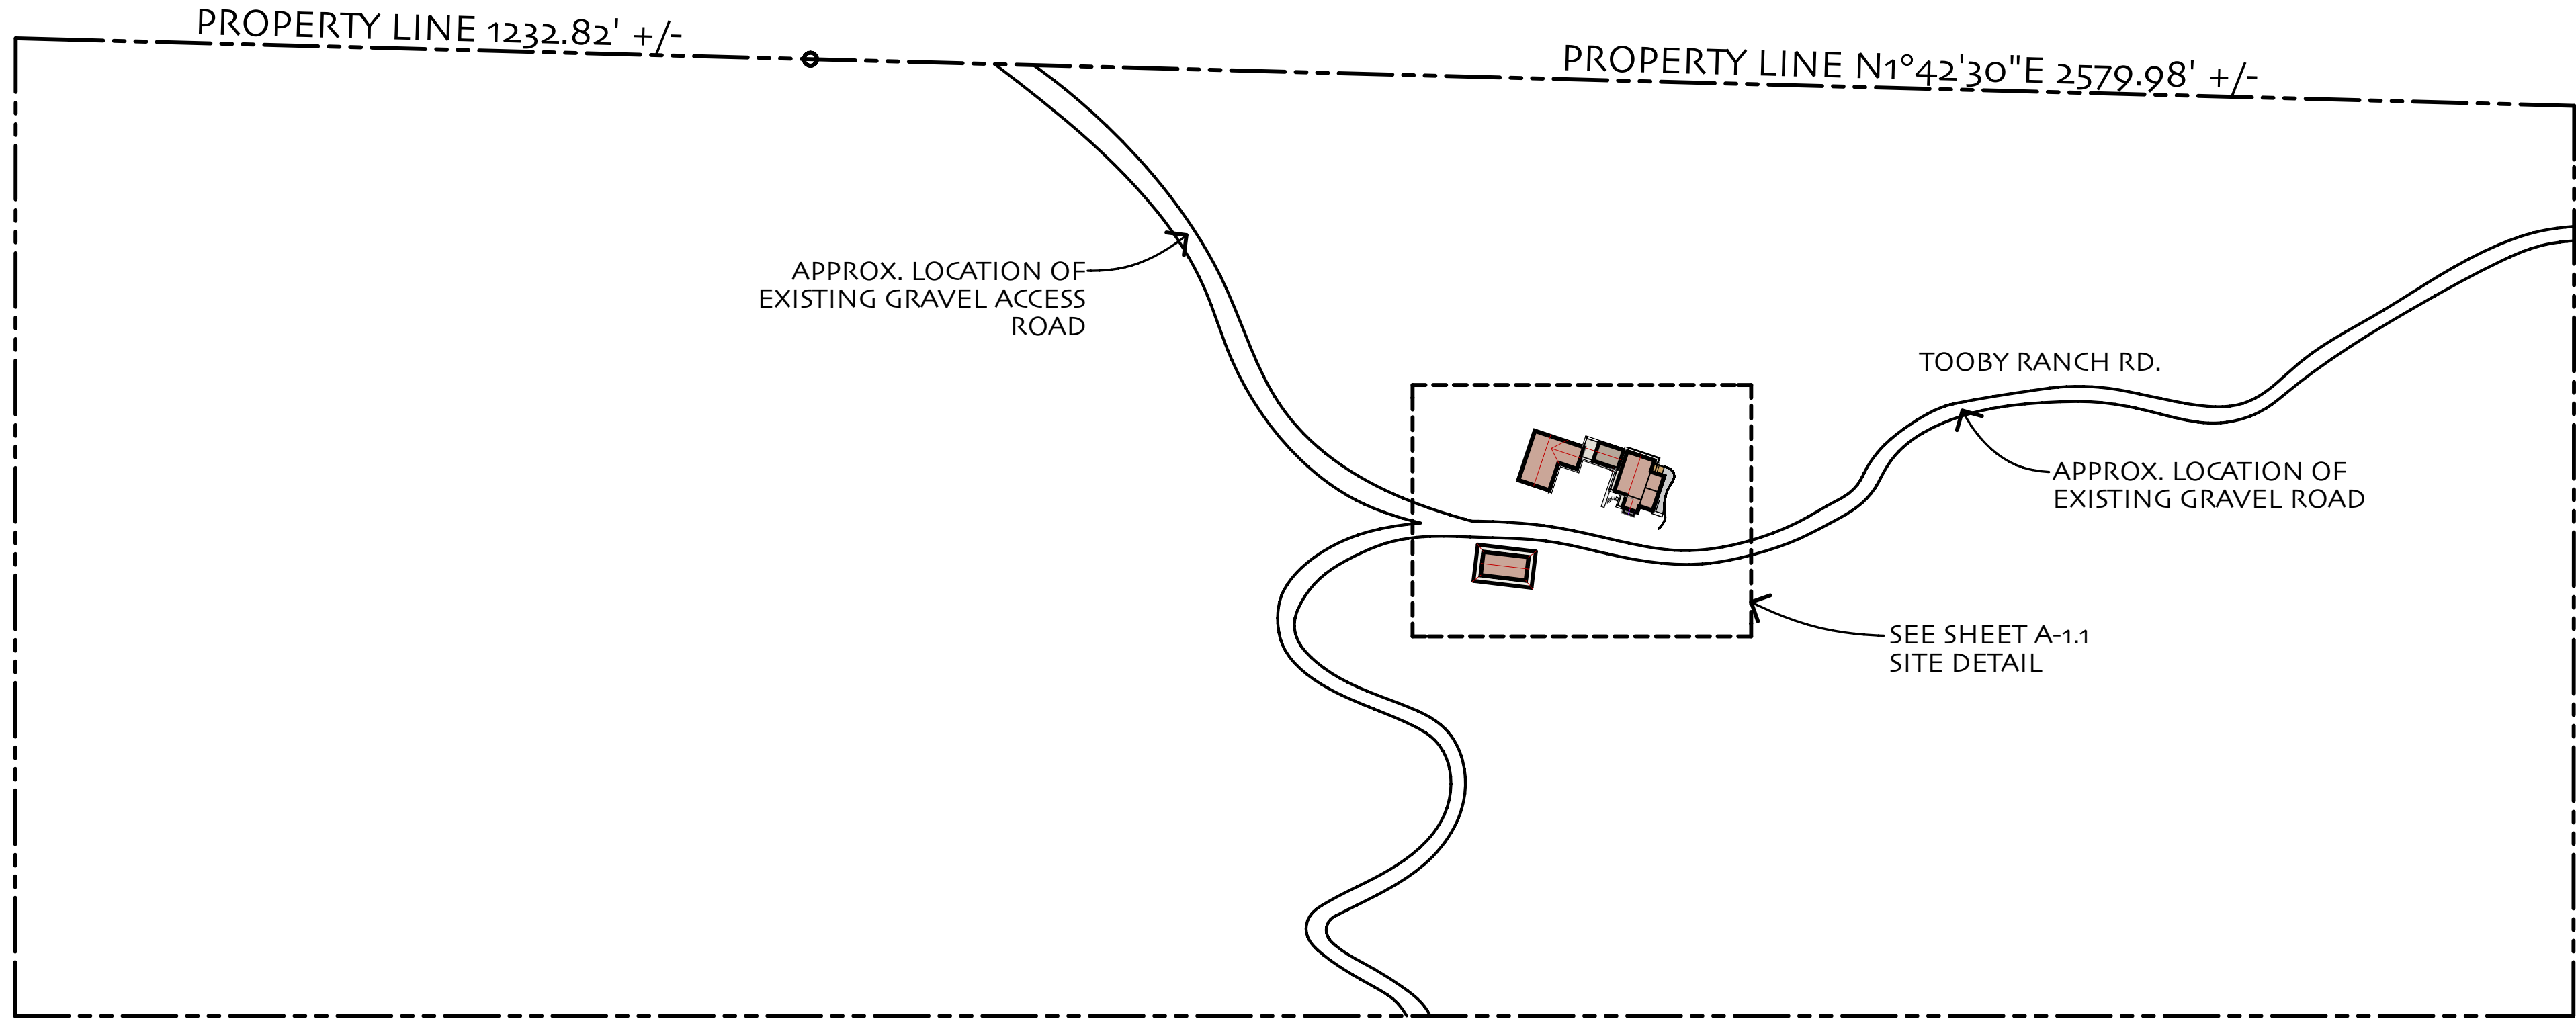 PROPERTY LINE 1232.82' +/-
PROPERTY LINE N1°42'30"E 2579.98' +/-
APPROX. LOCATION OF
EXISTING GRAVEL ACCESS
ROAD
TOOBY RANCH RD.
APPROX. LOCATION OF
EXISTING GRAVEL ROAD
SEE SHEET A-1.1
SITE DETAIL